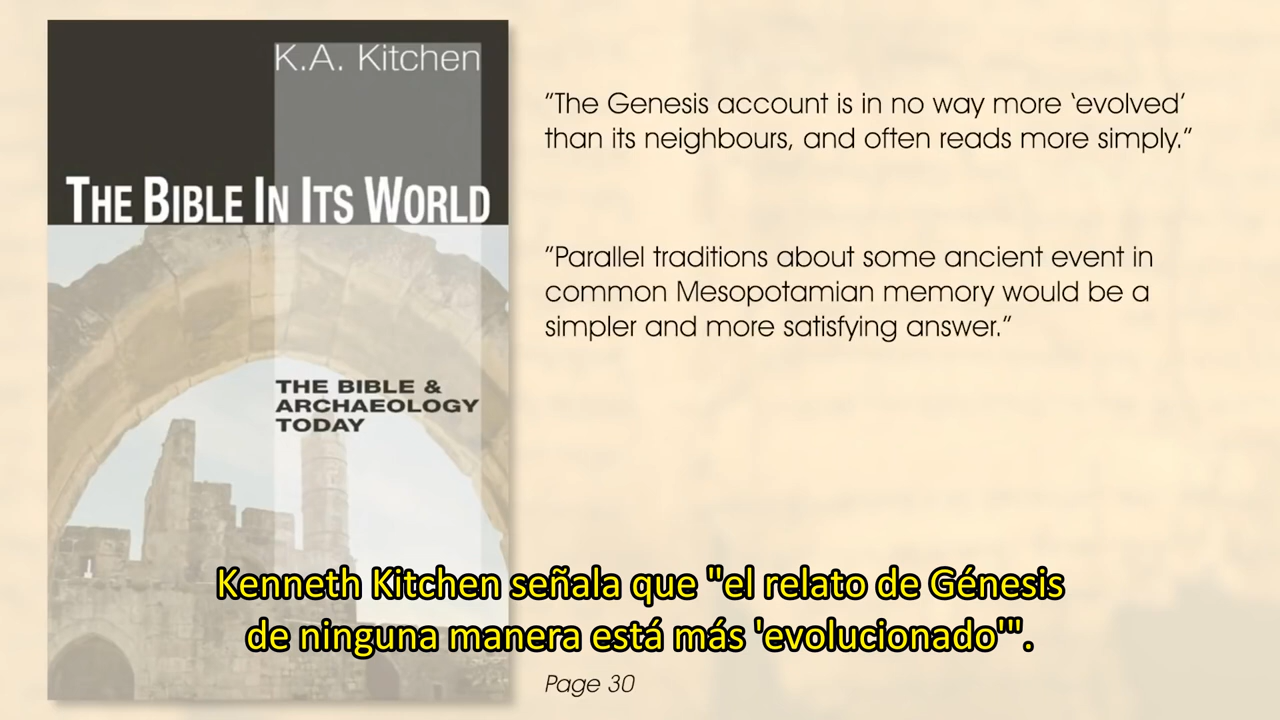 K.A. Kitchen
THE BIBLE IN ITS WORLD
THE BIBLE &
ARCHAEOLOGY
TODAY
"The Genesis account is in no way more ‘evolved’
than its neighbours, and often reads more simply."
"Parallel traditions about some ancient event in
common Mesopotamian memory would be a
simpler and more satisfying answer."
Kenneth Kitchen señala que "el relato de Génesis
de ninguna manera está más 'evolucionado'".
Page 30